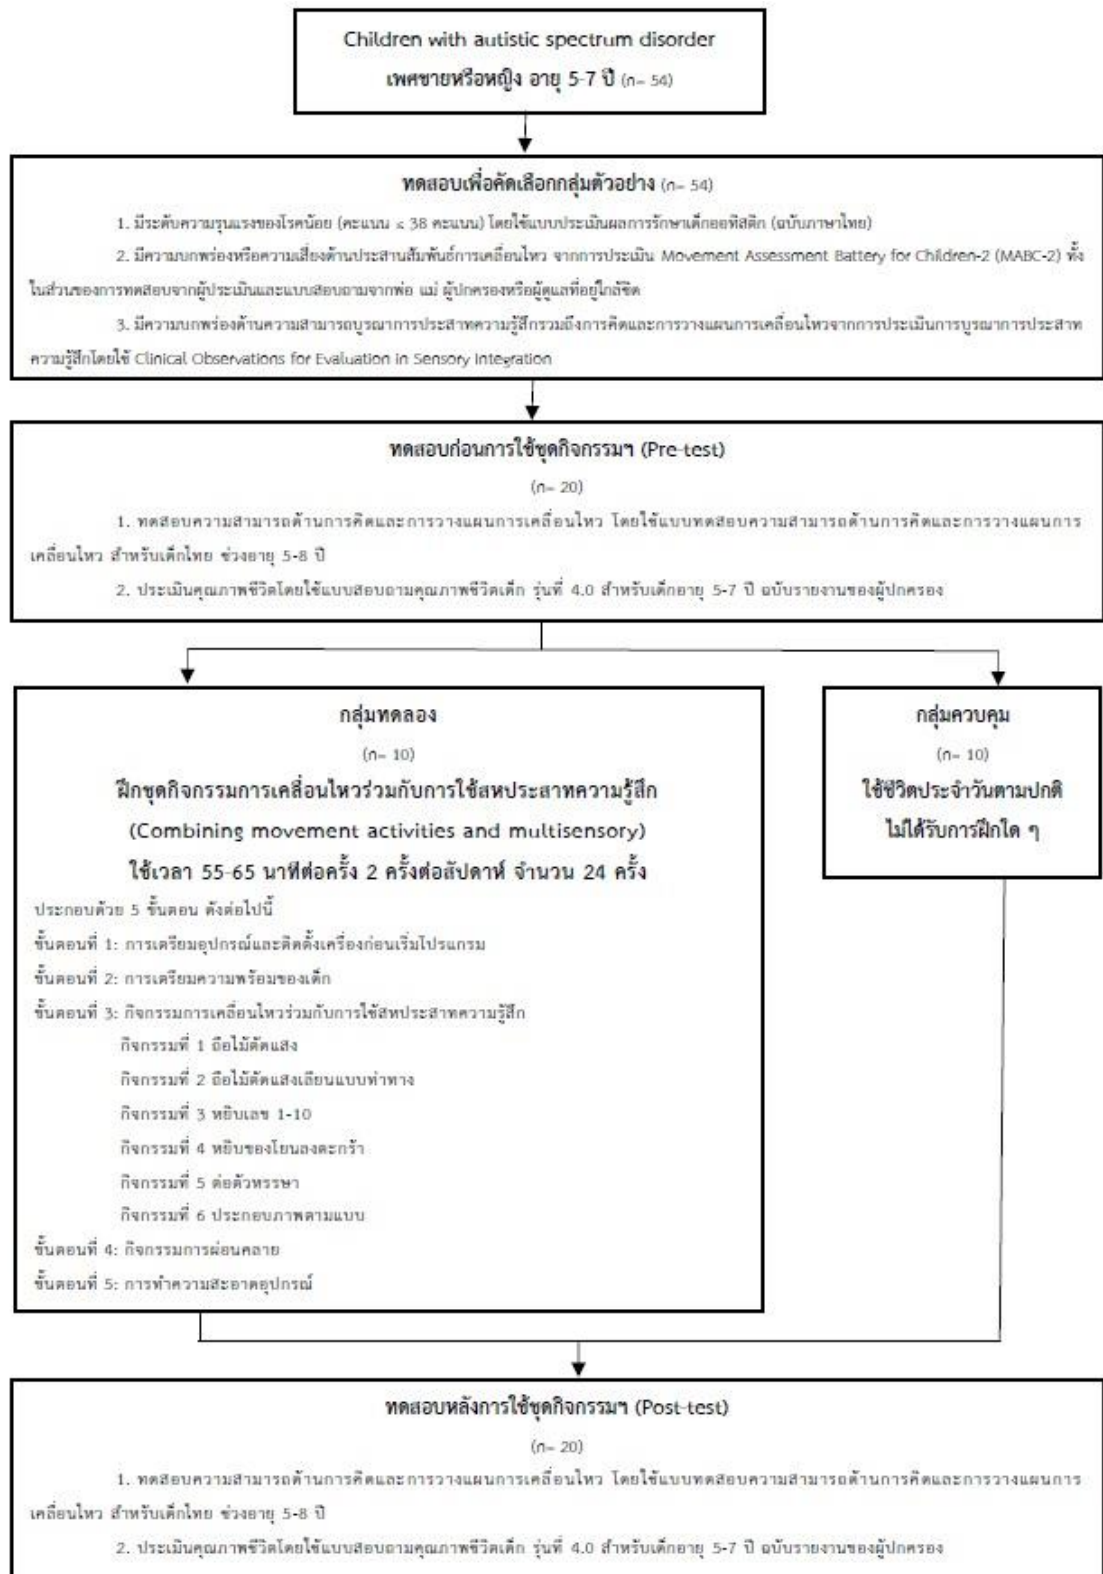 Children with autistic spectrum disorder
เพศชายหรือหญิง อายุ 5-7 ปี (n= 54)
ทดสอบเพื่อคัดเลือกกลุ่มตัวอย่าง (n= 54)
1. มีระดับความรุนแรงของโรคน้อย (คะแนน ≤ 38 คะแนน) โดยใช้แบบประเมินผลการรักษาเด็กออทิสติก (ฉบับภาษาไทย)
2. มีความบกพร่องหรือความเสี่ยงด้านประสานสัมพันธ์การเคลื่อนไหว จากการประเมิน Movement Assessment Battery for Children-2 (MABC-2) ทั้ง
ในส่วนของการทดสอบจากผู้ประเมินและแบบสอบถามจากพ่อ แม่ ผู้ปกครองหรือผู้ดูแลที่อยู่ใกล้ชิด
3. มีความบกพร่องด้านความสามารถบูรณาการประสาทความรู้สึกรวมถึงการคิดและการวางแผนการเคลื่อนไหวจากการประเมินการบูรณาการประสาท
ความรู้สึกโดยใช้ Clinical Observations for Evaluation in Sensory Integration
ทดสอบก่อนการใช้ชุดกิจกรรมฯ (Pre-test)
(n= 20)
1. ทดสอบความสามารถด้านการคิดและการวางแผนการเคลื่อนไหว โดยใช้แบบทดสอบความสามารถด้านการคิดและการวางแผนการ
เคลื่อนไหว สำหรับเด็กไทย ช่วงอายุ 5-8 ปี
2. ประเมินคุณภาพชีวิตโดยใช้แบบสอบถามคุณภาพชีวิตเด็ก รุ่นที่ 4.0 สำหรับเด็กอายุ 5-7 ปี ฉบับรายงานของผู้ปกครอง
กลุ่มทดลอง
(n= 10)
ฝึกชุดกิจกรรมการเคลื่อนไหวร่วมกับการใช้สหประสาทความรู้สึก
(Combining movement activities and multisensory)
ใช้เวลา 55-65 นาทีต่อครั้ง 2 ครั้งต่อสัปดาห์ จำนวน 24 ครั้ง
ประกอบด้วย 5 ขั้นตอน ดังต่อไปนี้
ขั้นตอนที่ 1: การเตรียมอุปกรณ์และติดตั้งเครื่องก่อนเริ่มโปรแกรม
ขั้นตอนที่ 2: การเตรียมความพร้อมของเด็ก
ขั้นตอนที่ 3: กิจกรรมการเคลื่อนไหวร่วมกับการใช้สหประสาทความรู้สึก
กิจกรรมที่ 1 ถือไม้ตัดแสง
กิจกรรมที่ 2 ถือไม้ตัดแสงเลียนแบบท่าทาง
กิจกรรมที่ 3 หยิบเลข 1-10
กิจกรรมที่ 4 หยิบของโยนลงตะกร้า
กิจกรรมที่ 5 ต่อตัวหรรษา
กิจกรรมที่ 6 ประกอบภาพตามแบบ
ขั้นตอนที่ 4: กิจกรรมการผ่อนคลาย
ขั้นตอนที่ 5: การทำความสะอาดอุปกรณ์
กลุ่มควบคุม
(n= 10)
ใช้ชีวิตประจำวันตามปกติ
ไม่ได้รับการฝึกใด ๆ
ทดสอบหลังการใช้ชุดกิจกรรมฯ (Post-test)
(n= 20)
1. ทดสอบความสามารถด้านการคิดและการวางแผนการเคลื่อนไหว โดยใช้แบบทดสอบความสามารถด้านการคิดและการวางแผนการ
เคลื่อนไหว สำหรับเด็กไทย ช่วงอายุ 5-8 ปี
2. ประเมินคุณภาพชีวิตโดยใช้แบบสอบถามคุณภาพชีวิตเด็ก รุ่นที่ 4.0 สำหรับเด็กอายุ 5-7 ปี ฉบับรายงานของผู้ปกครอง